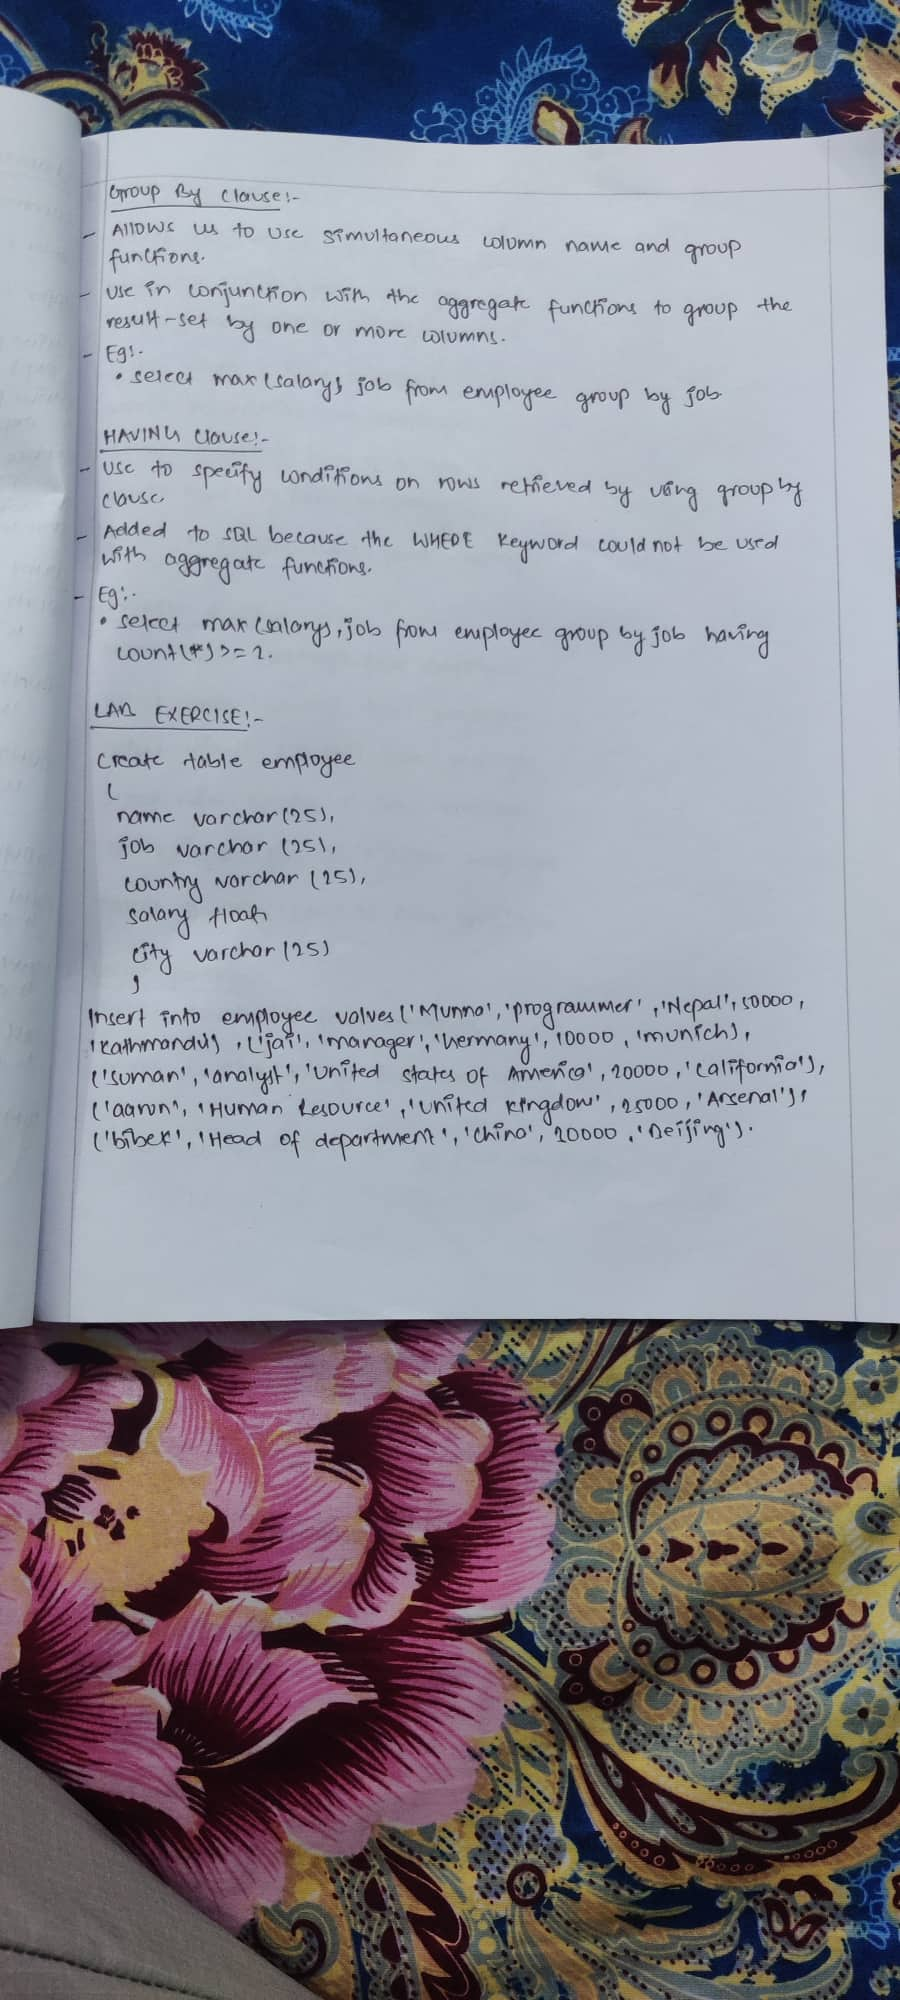 Group By Clause:-
- Allows us to use simultaneous column name and group
functions.
- Use in conjunction with the aggregate functions to group the
result-set by one or more columns.
- Eg:-
• select max (salary), job from employee group by job
HAVING Clause:-
- Use to specify conditions on rows retrieved by using group by
clause.
- Added to SQL because the WHERE keyword could not be used
with aggregate functions.
- Eg:-
• select max (salary), job from employee group by job having
count(*) >= 2.
LAB EXERCISE:-
Create table employee
(
name varchar (25),
job varchar (25),
country varchar (25),
salary float,
city varchar (25)
)
Insert into employee values ('Munna', 'programmer', 'Nepal', 50000,
'Kathmandu'), ('jai', 'manager', 'Germany', 10000, 'munich'),
('suman', 'analyst', 'United states of America', 20000, 'California'),
('aaron', 'Human Resource', 'United kingdow', 25000, 'Arsenal'),
('bibek', 'Head of department', 'China', 20000, 'Beijing').